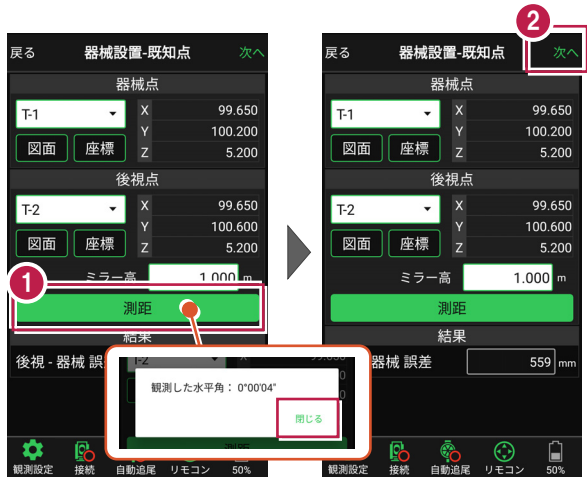 2
戻る 器械設置-既知点 次へ
器械点
T-1
X 99.650
Y 100.200
Z 5.200
図面 座標
後視点
T-2
X 99.650
Y 100.600
Z 5.200
図面 座標
1
ミラー高 1.000 m
測距
結果
後視 - 器械 誤
T-2
観測した水平角： 0°00'04"
閉じる
観測設定 接続 自動追尾 リモコン 50%
戻る 器械設置-既知点 次へ
器械点
T-1
X 99.650
Y 100.200
Z 5.200
図面 座標
後視点
T-2
X 99.650
Y 100.600
Z 5.200
図面 座標
ミラー高 1.000 m
測距
結果
器械 誤差 559 mm
観測設定 接続 自動追尾 リモコン 50%